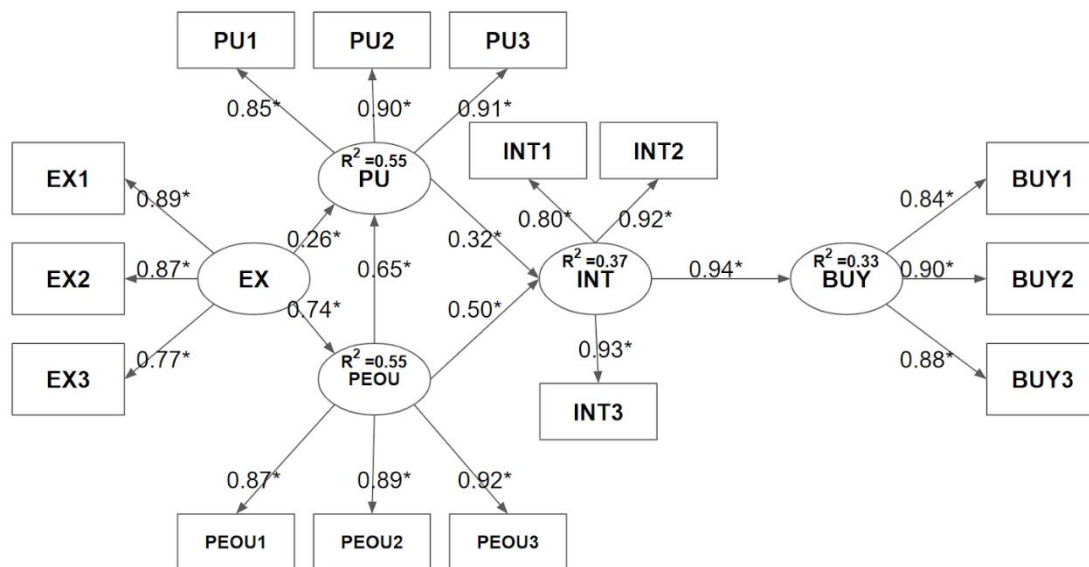 PU1
PU2
PU3
0.85*
0.90*
0.91*
INT1
INT2
EX1
R² =0.55
PU
BUY1
0.89*
0.84*
0.80*
0.92*
0.26*
0.32*
EX2
0.87*
EX
0.65*
R² =0.37
INT
0.94*
R² =0.33
BUY
0.90*
BUY2
0.74*
0.50*
EX3
0.77*
R² =0.55
PEOU
0.93*
0.88*
BUY3
INT3
0.87*
0.89*
0.92*
PEOU1
PEOU2
PEOU3